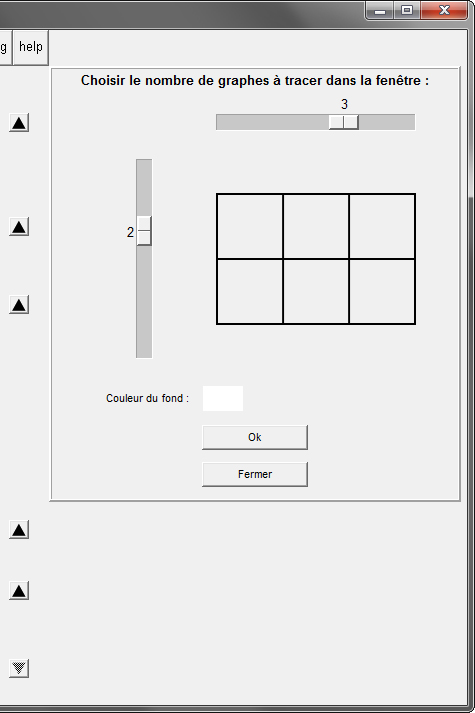 g
help
Choisir le nombre de graphes à tracer dans la fenêtre :
3
2
Couleur du fond :
Ok
Fermer